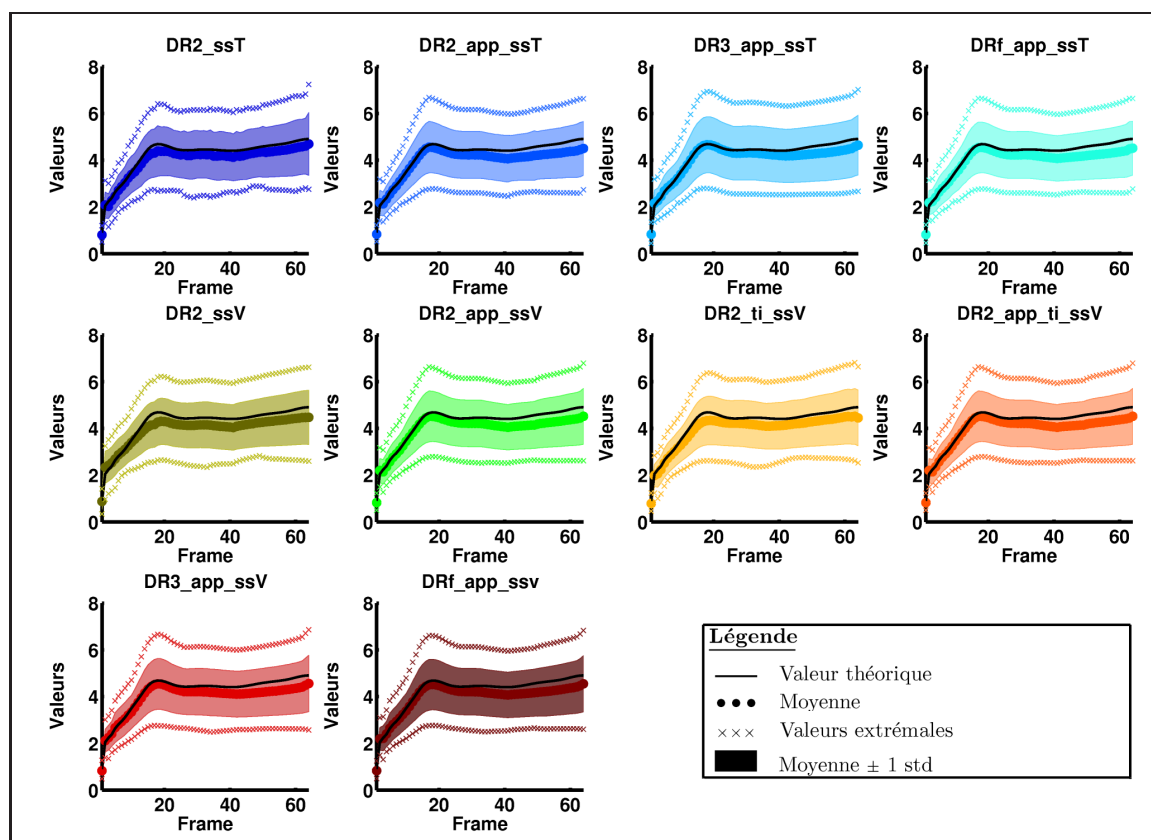 DR2_ssT
DR2_app_ssT
DR3_app_ssT
DRf_app_ssT
Valeurs
8
6
4
2
0
20
40
60
Frame
Valeurs
8
6
4
2
0
20
40
60
Frame
Valeurs
8
6
4
2
0
20
40
60
Frame
Valeurs
8
6
4
2
0
20
40
60
Frame
DR2_ssV
DR2_app_ssV
DR2_ti_ssV
DR2_app_ti_ssV
Valeurs
8
6
4
2
0
20
40
60
Frame
Valeurs
8
6
4
2
0
20
40
60
Frame
Valeurs
8
6
4
2
0
20
40
60
Frame
Valeurs
8
6
4
2
0
20
40
60
Frame
DR3_app_ssV
DRf_app_ssv
Valeurs
8
6
4
2
0
20
40
60
Frame
Valeurs
8
6
4
2
0
20
40
60
Frame
Légende
Valeur théorique
Moyenne
Valeurs extrémales
Moyenne ± 1 std